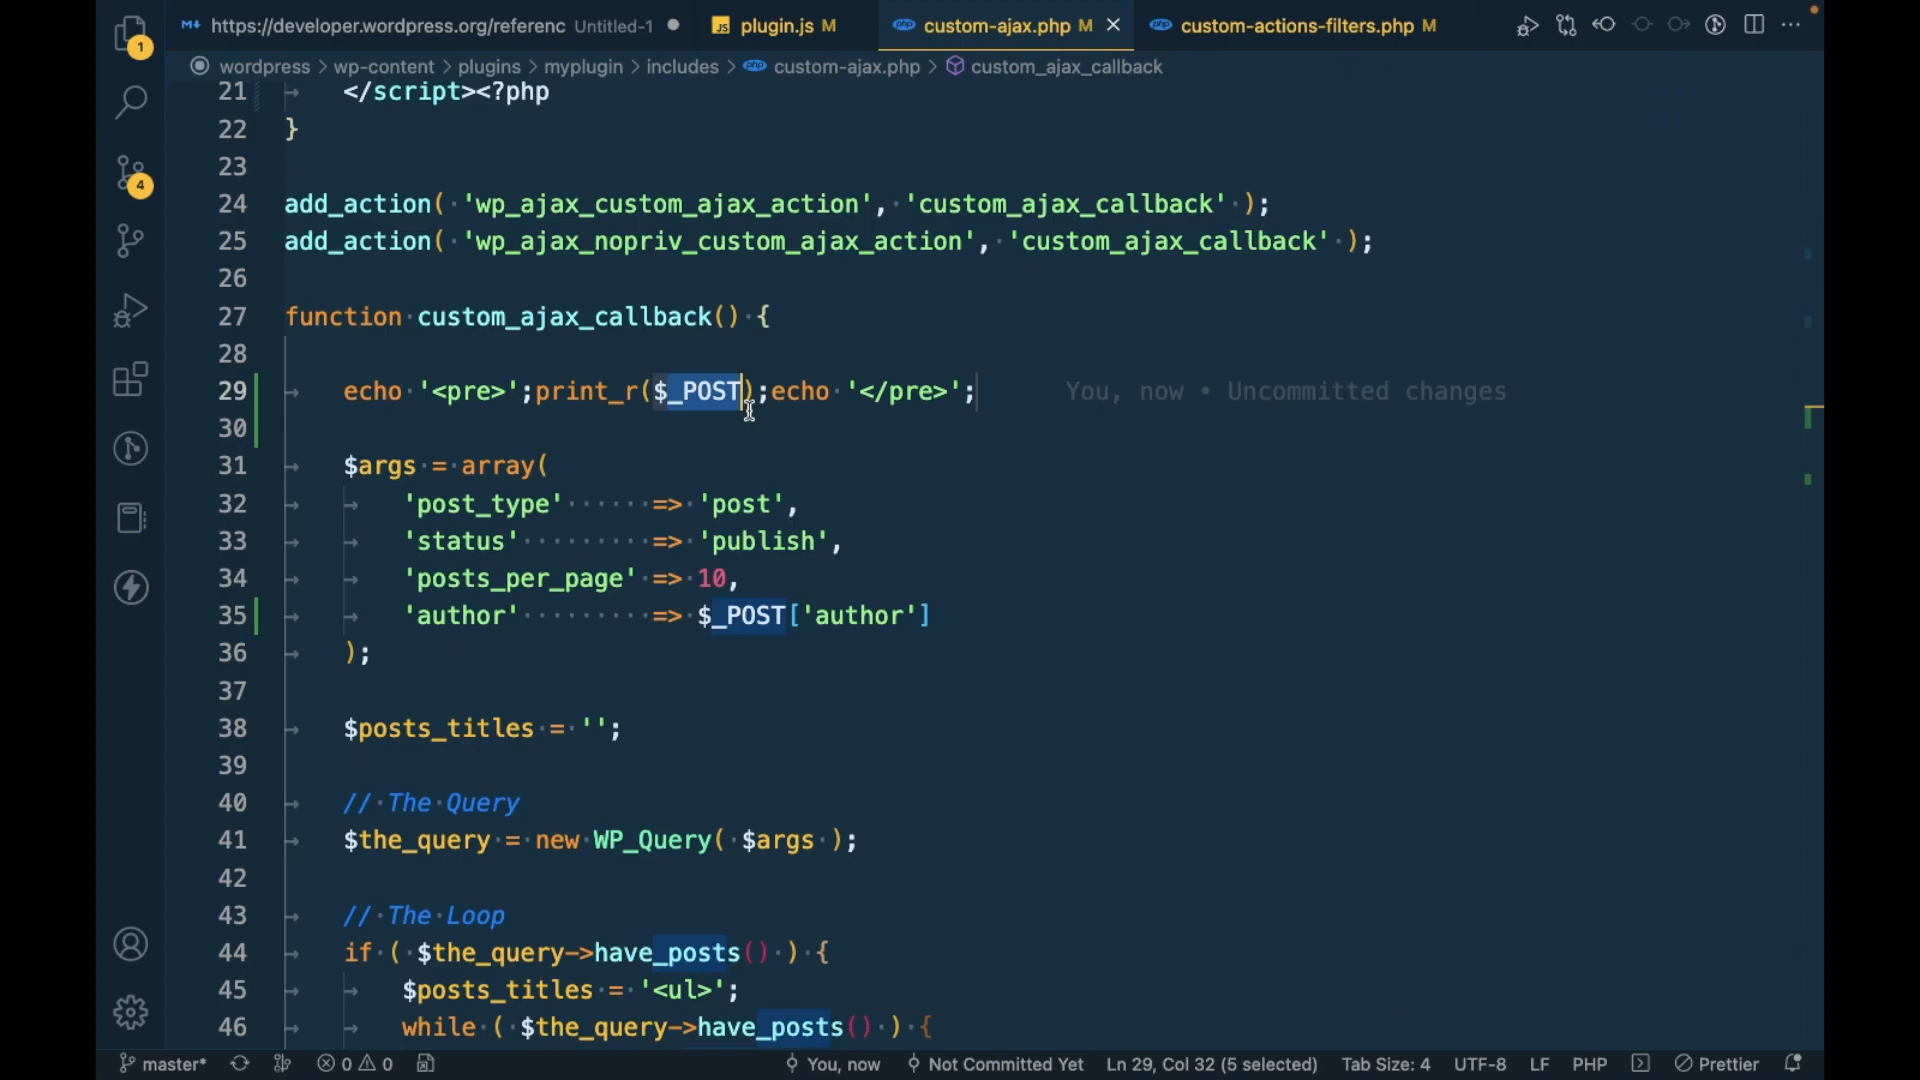 https://developer.wordpress.org/referenc Untitled-1 plugin.js M custom-ajax.php M custom-actions-filters.php M
1
wordpress > wp-content > plugins > myplugin > includes > custom-ajax.php > custom_ajax_callback
21 </script><?php
22 }
23
4
24 add_action( 'wp_ajax_custom_ajax_action', 'custom_ajax_callback' );
25 add_action( 'wp_ajax_nopriv_custom_ajax_action', 'custom_ajax_callback' );
26
27 function custom_ajax_callback() {
28
29 echo '<pre>';print_r($_POST);echo '</pre>'; You, now • Uncommitted changes
30
31 $args = array(
32 'post_type' => 'post',
33 'status' => 'publish',
34 'posts_per_page' => 10,
35 'author' => $_POST['author']
36 );
37
38 $posts_titles = '';
39
40 // The Query
41 $the_query = new WP_Query( $args );
42
43 // The Loop
44 if ( $the_query->have_posts() ) {
45 $posts_titles = '<ul>';
46 while ( $the_query->have_posts() ) {
master* 0 0 You, now Not Committed Yet Ln 29, Col 32 (5 selected) Tab Size: 4 UTF-8 LF PHP Prettier